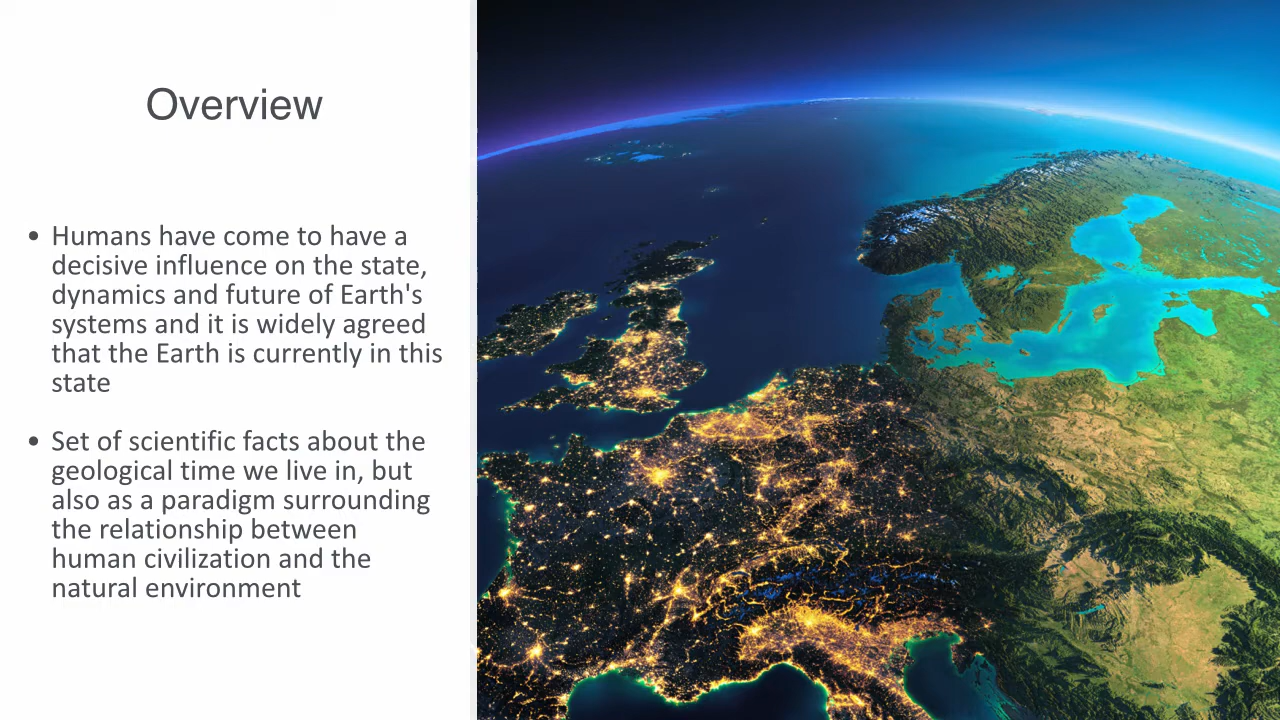 Overview
• Humans have come to have a
decisive influence on the state,
dynamics and future of Earth's
systems and it is widely agreed
that the Earth is currently in this
state
• Set of scientific facts about the
geological time we live in, but
also as a paradigm surrounding
the relationship between
human civilization and the
natural environment